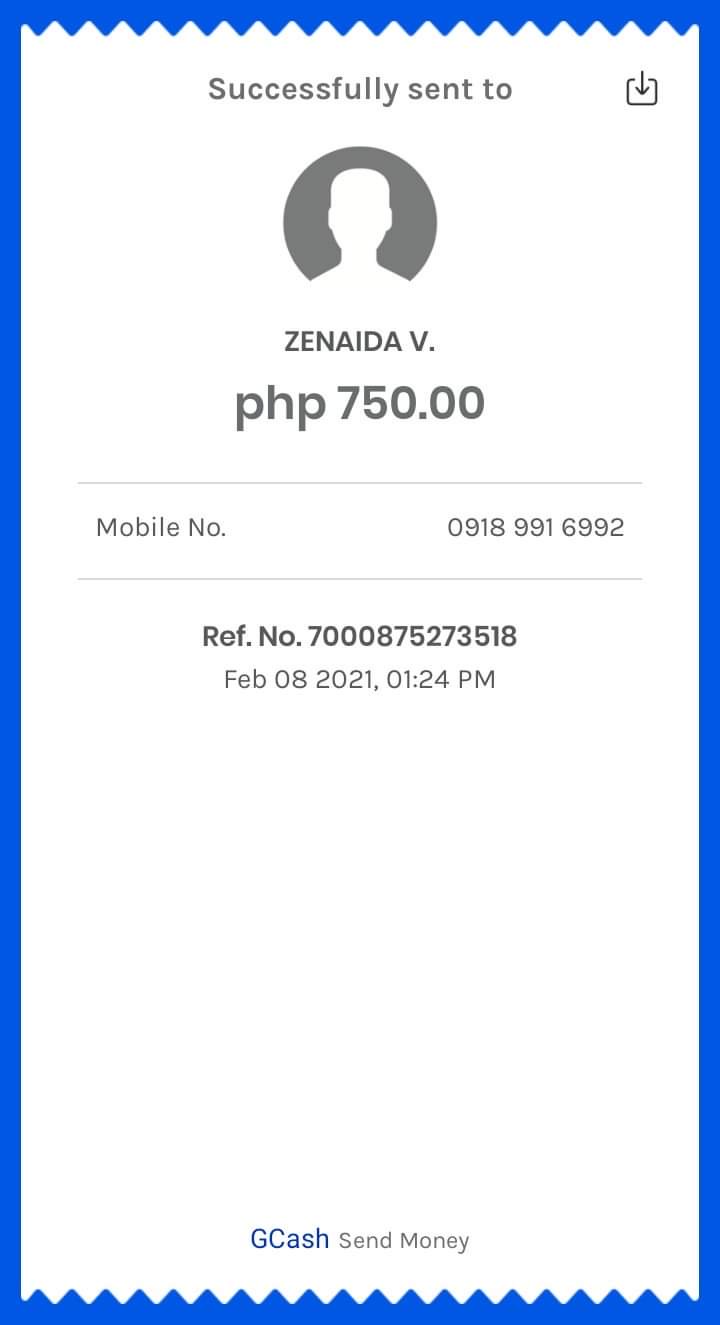 Successfully sent to
ZENAIDA V.
php 750.00
Mobile No. 0918 991 6992
Ref. No. 7000875273518
Feb 08 2021, 01:24 PM
GCash Send Money